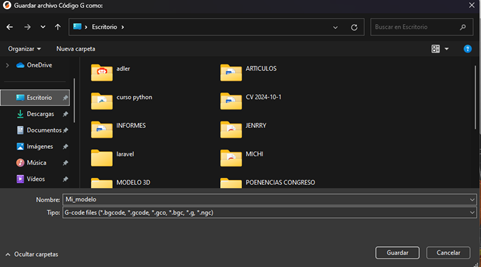 Guardar archivo Código G como:
Escritorio
Buscar en Escritorio
Organizar
Nueva carpeta
OneDrive
Escritorio
Descargas
Documentos
Imágenes
Música
Vídeos
adler
ARTICULOS
curso python
CV 2024-10-1
INFORMES
JENRRY
laravel
MICHI
MODELO 3D
POENENCIAS CONGRESO
Nombre: Mi_modelo
Tipo: G-code files (*.bgcode, *.gcode, *.gco, *.bgc, *.g, *.ngc)
Ocultar carpetas
Guardar
Cancelar